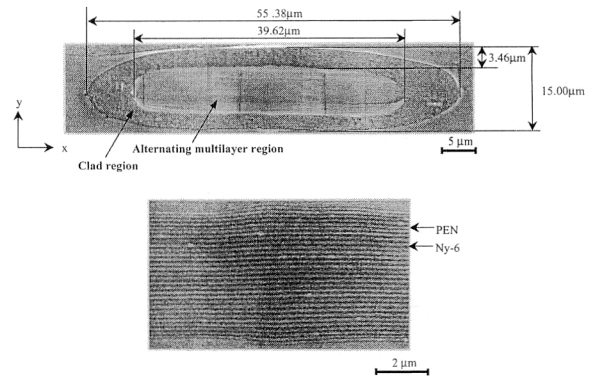 55 .38μm
39.62μm
3.46μm
15.00μm
y
x
Alternating multilayer region
Clad region
5 μm
PEN
Ny-6
2 μm